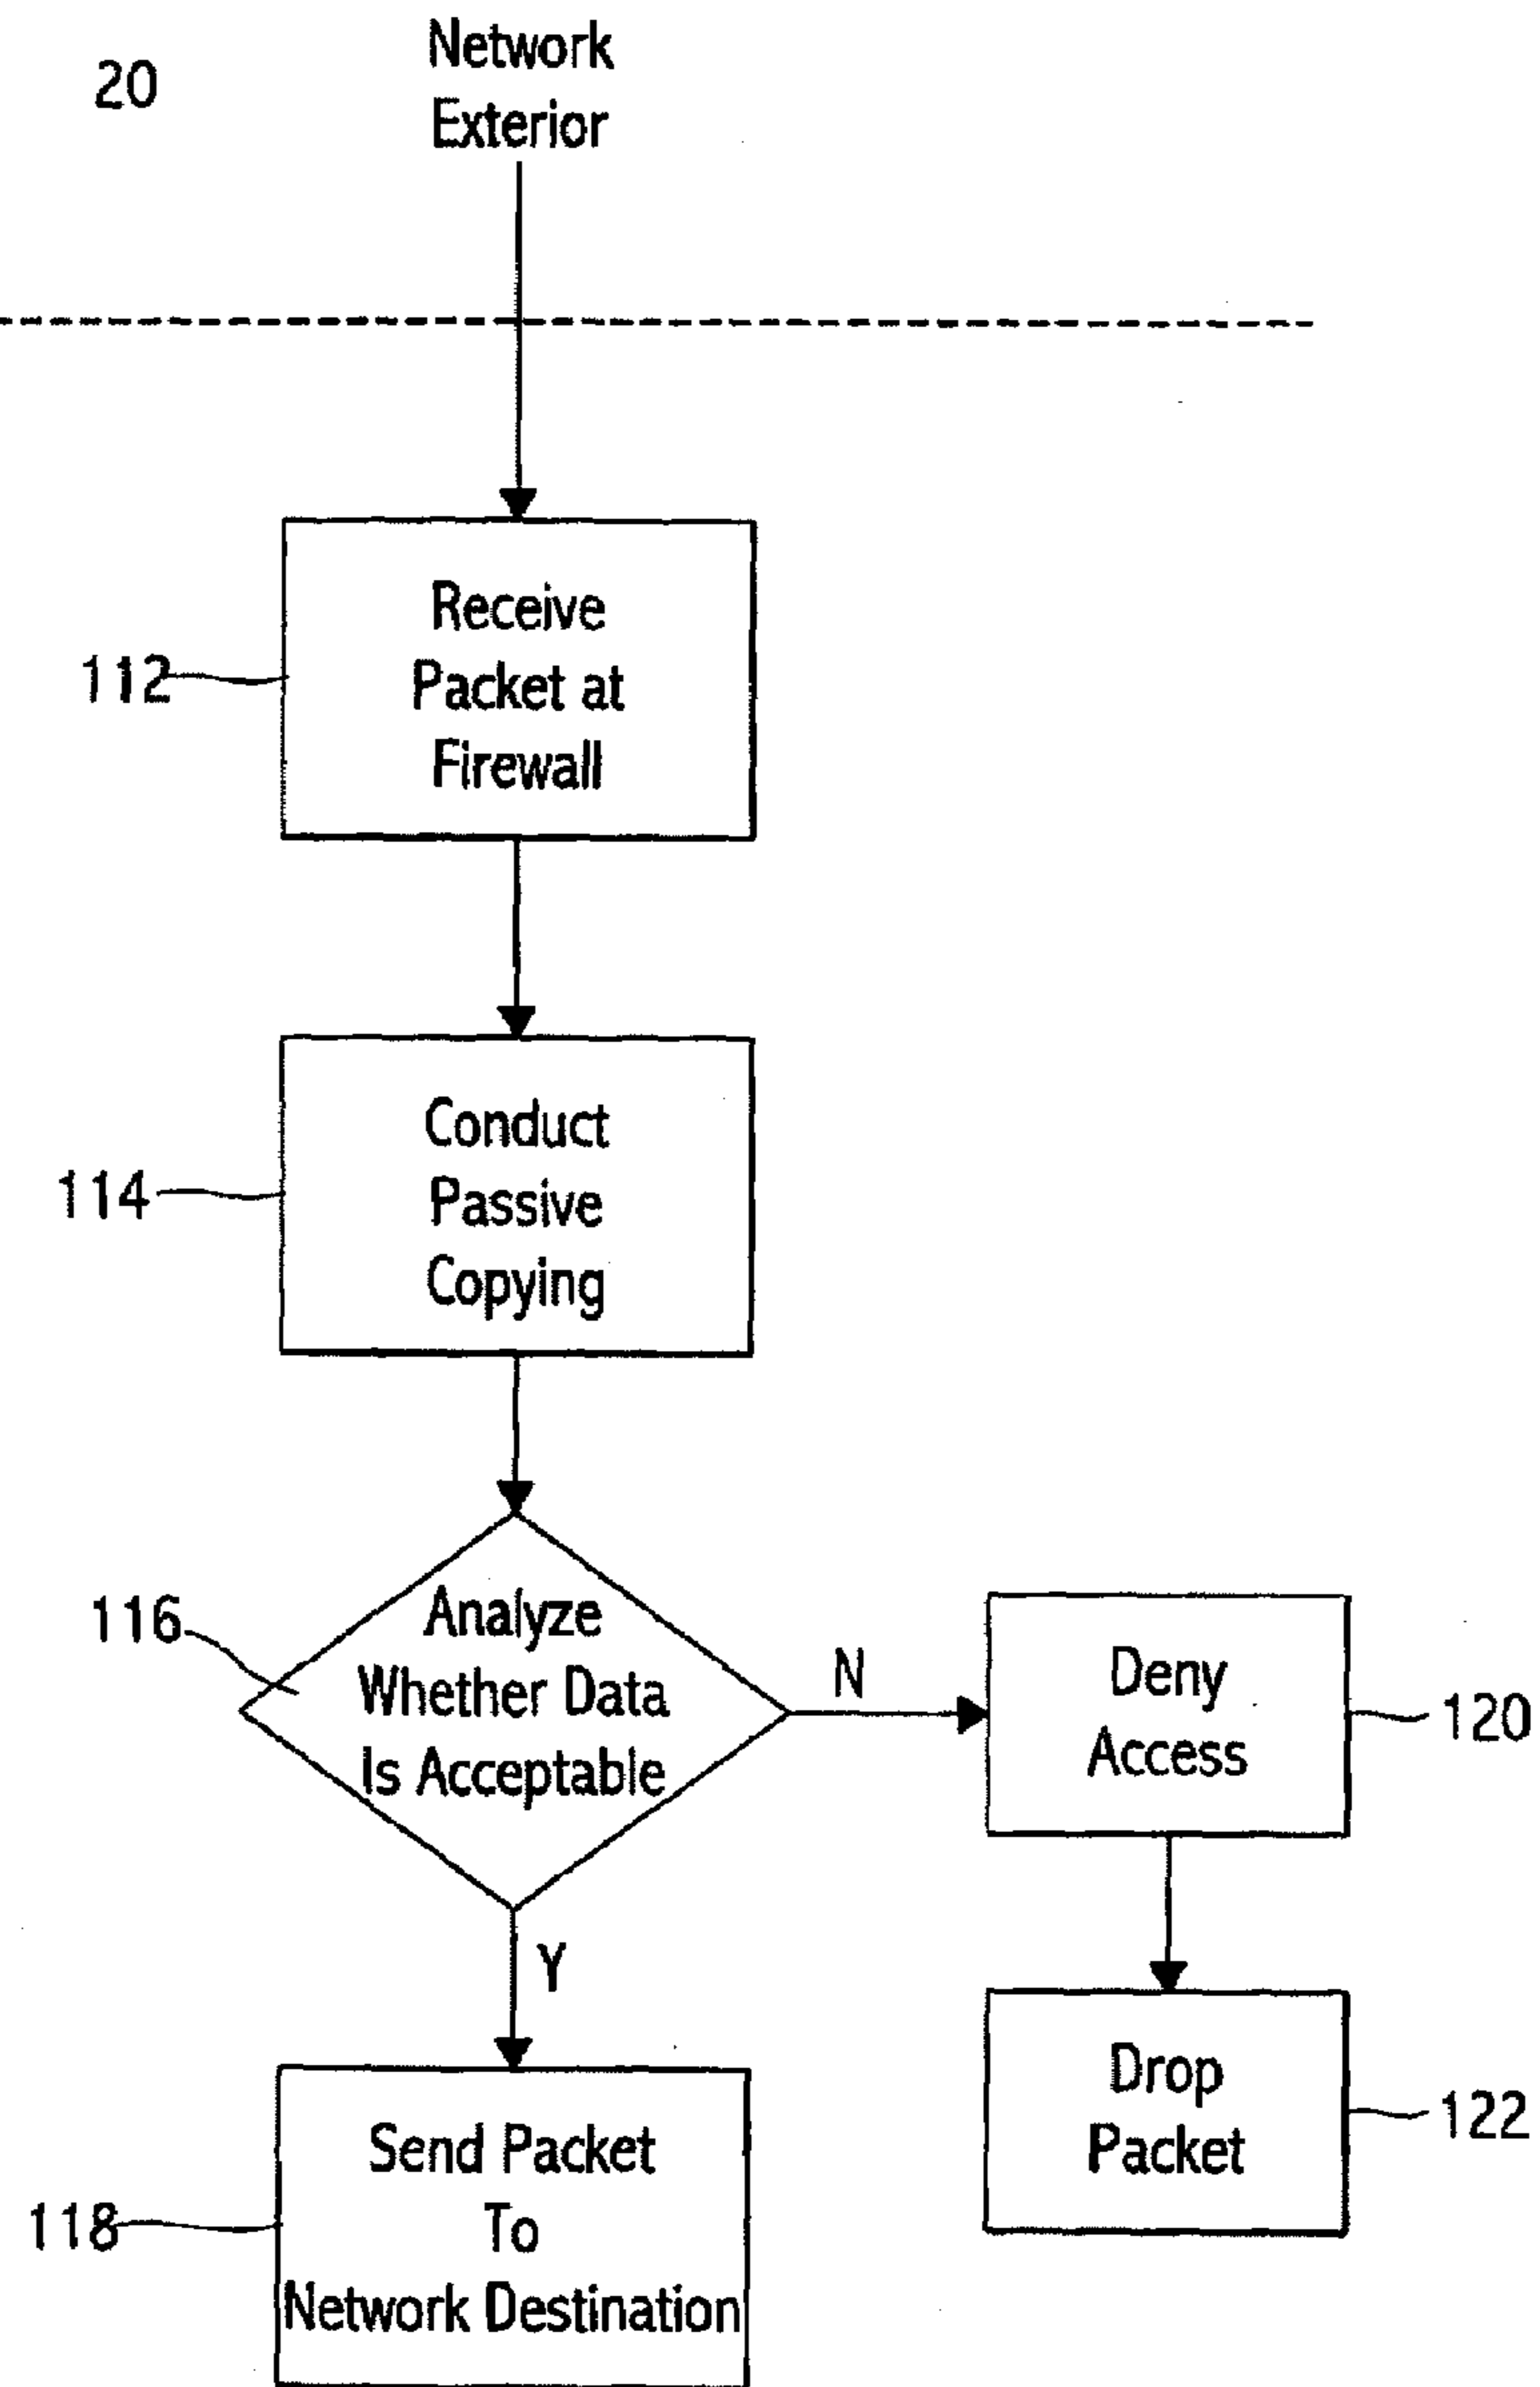 20
Network
Exterior
112
Receive
Packet at
Firewall
114
Conduct
Passive
Copying
116
Analyze
Whether Data
Is Acceptable
N
Deny
Access
120
Y
Drop
Packet
122
118
Send Packet
To
Network Destination